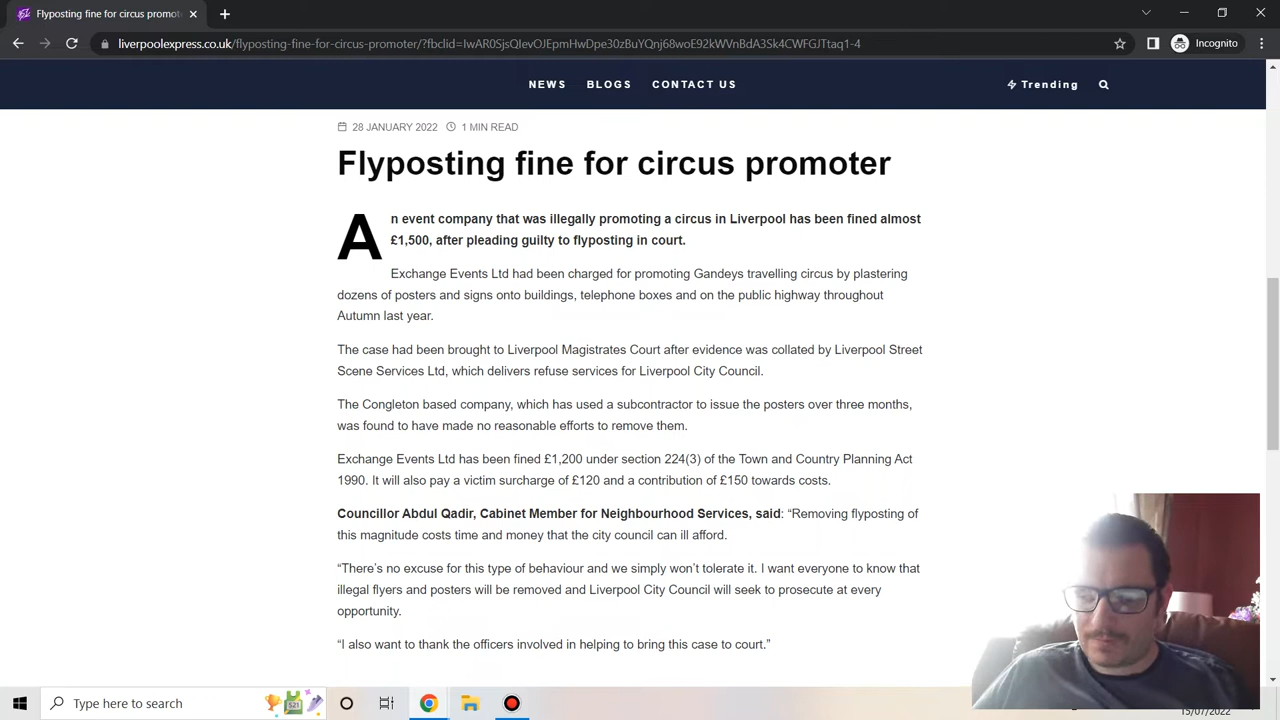 Flyposting fine for circus promot
liverpoolexpress.co.uk/flyposting-fine-for-circus-promoter/?fbclid=IwAR0SjsQIevOJEpmHwDpe30zBuYQnj68woE92kWVnBdA3Sk4CWFGJTtaq1-4
Incognito
NEWS BLOGS CONTACT US Trending
28 JANUARY 2022 1 MIN READ
Flyposting fine for circus promoter
An event company that was illegally promoting a circus in Liverpool has been fined almost
£1,500, after pleading guilty to flyposting in court.
Exchange Events Ltd had been charged for promoting Gandeys travelling circus by plastering
dozens of posters and signs onto buildings, telephone boxes and on the public highway throughout
Autumn last year.
The case had been brought to Liverpool Magistrates Court after evidence was collated by Liverpool Street
Scene Services Ltd, which delivers refuse services for Liverpool City Council.
The Congleton based company, which has used a subcontractor to issue the posters over three months,
was found to have made no reasonable efforts to remove them.
Exchange Events Ltd has been fined £1,200 under section 224(3) of the Town and Country Planning Act
1990. It will also pay a victim surcharge of £120 and a contribution of £150 towards costs.
Councillor Abdul Qadir, Cabinet Member for Neighbourhood Services, said: “Removing flyposting of
this magnitude costs time and money that the city council can ill afford.
“There’s no excuse for this type of behaviour and we simply won’t tolerate it. I want everyone to know that
illegal flyers and posters will be removed and Liverpool City Council will seek to prosecute at every
opportunity.
“I also want to thank the officers involved in helping to bring this case to court.”
Type here to search
15/07/2022